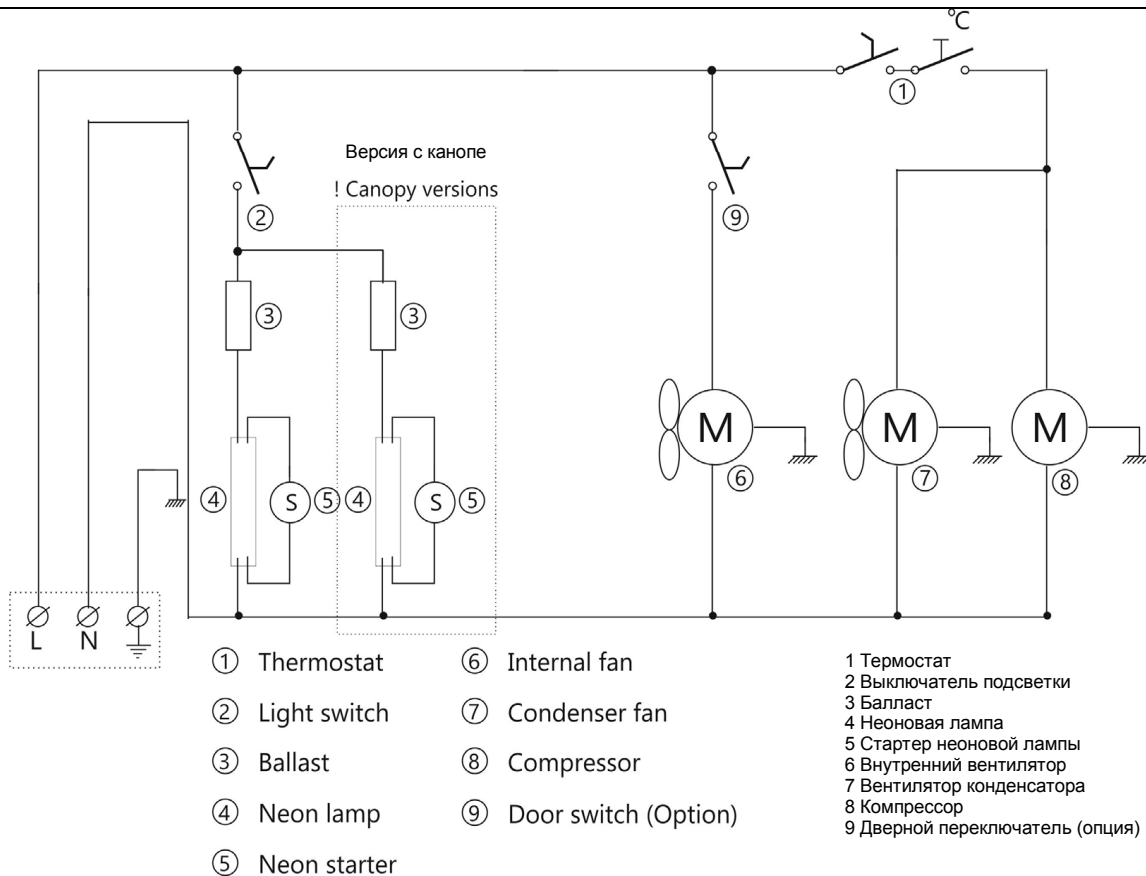 °C
①
Версия с канопе
! Canopy versions
②
⑨
③
③
M
M
M
⑥
⑦
⑧
④
S
⑤
④
S
⑤
L
N
① Thermostat
② Light switch
③ Ballast
④ Neon lamp
⑤ Neon starter
⑥ Internal fan
⑦ Condenser fan
⑧ Compressor
⑨ Door switch (Option)
1 Термостат
2 Выключатель подсветки
3 Балласт
4 Неоновая лампа
5 Стартер неоновой лампы
6 Внутренний вентилятор
7 Вентилятор конденсатора
8 Компрессор
9 Дверной переключатель (опция)